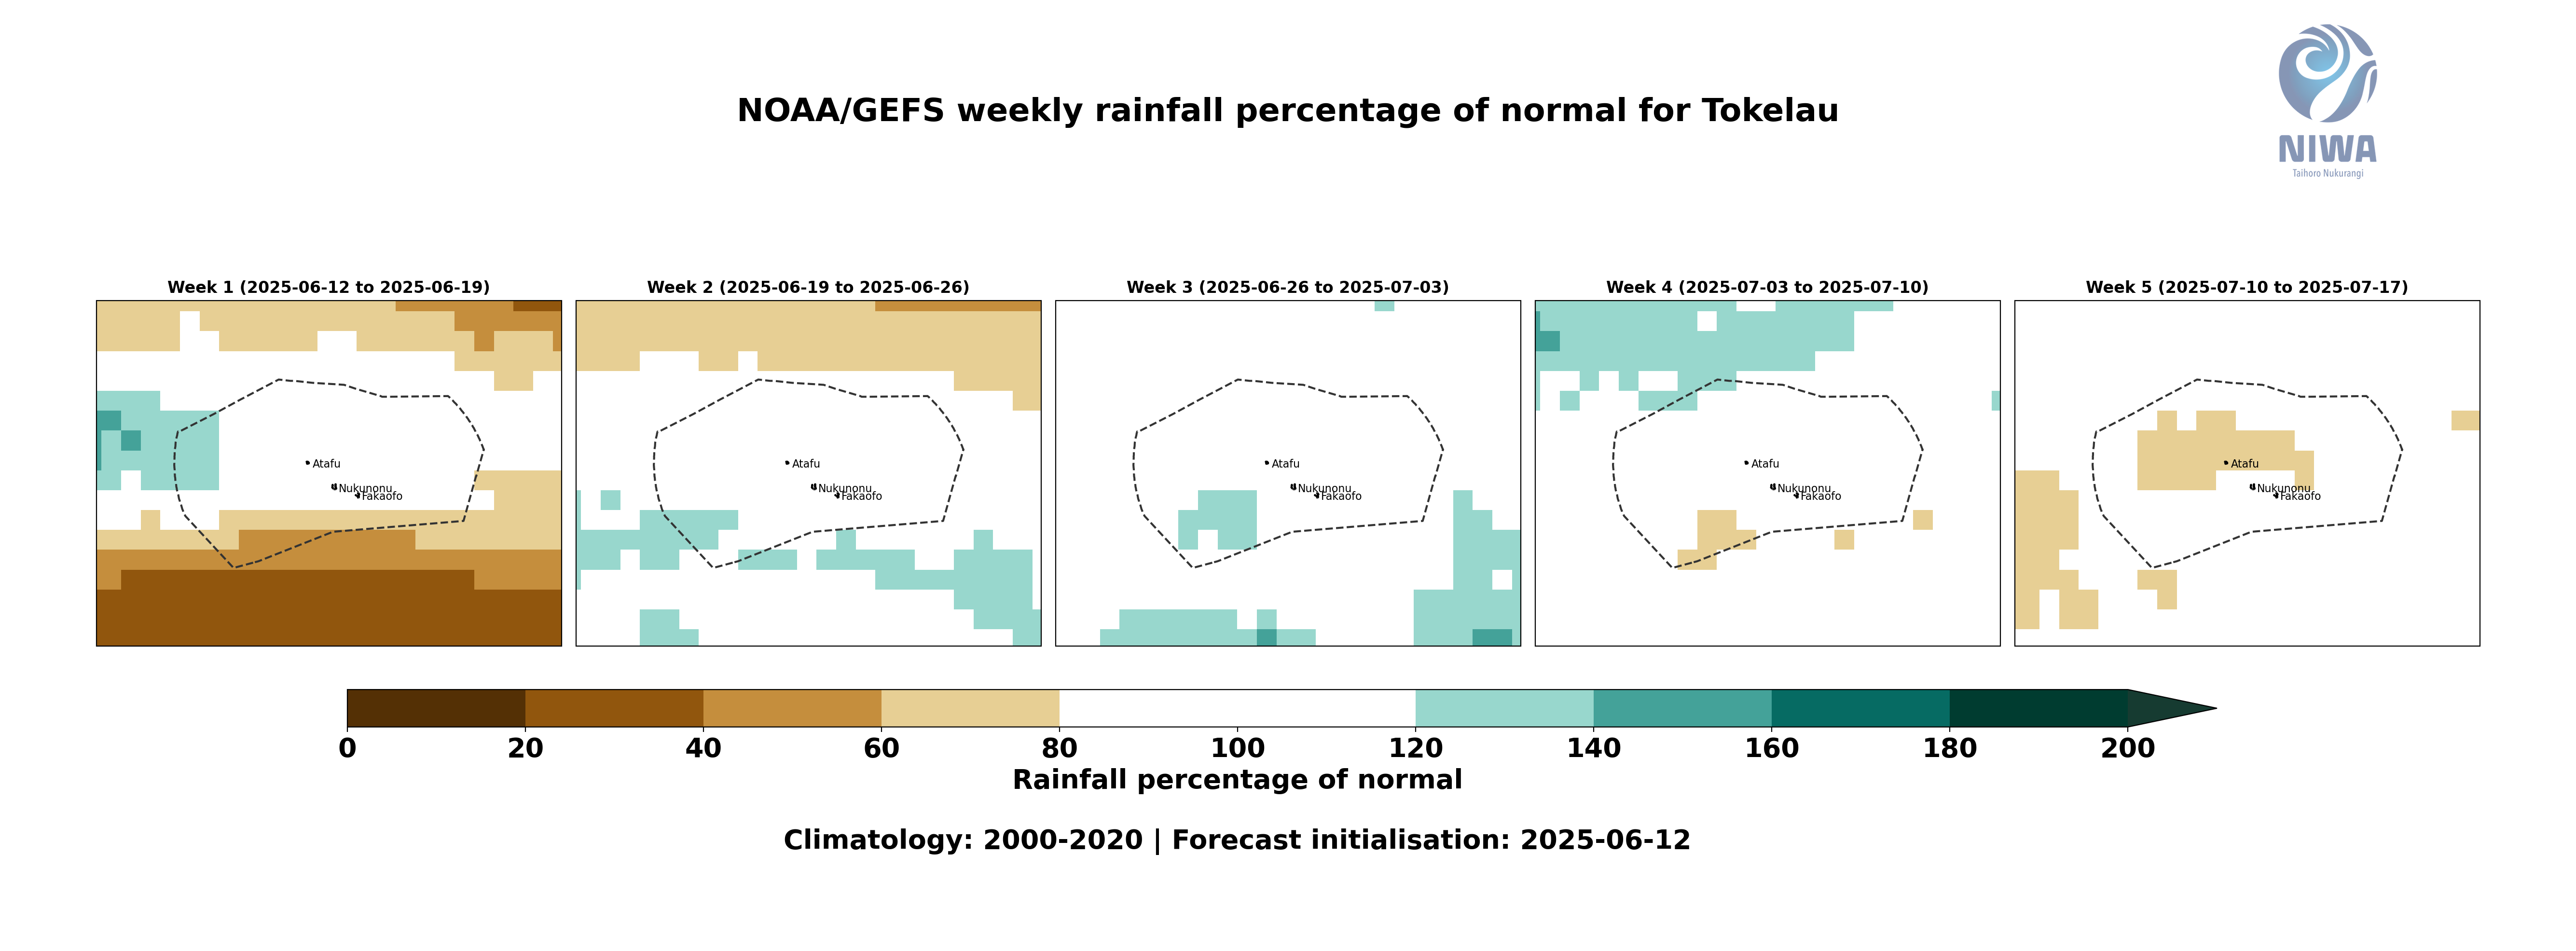 NOAA/GEFS weekly rainfall percentage of normal for Tokelau
NIWA
Taihoro Nukurangi
Week 1 (2025-06-12 to 2025-06-19)
Week 2 (2025-06-19 to 2025-06-26)
Week 3 (2025-06-26 to 2025-07-03)
Week 4 (2025-07-03 to 2025-07-10)
Week 5 (2025-07-10 to 2025-07-17)
Atafu
Nukunonu
Fakaofo
Atafu
Nukunonu
Fakaofo
Atafu
Nukunonu
Fakaofo
Atafu
Nukunonu
Fakaofo
Atafu
Nukunonu
Fakaofo
0 20 40 60 80 100 120 140 160 180 200
Rainfall percentage of normal
Climatology: 2000-2020 | Forecast initialisation: 2025-06-12